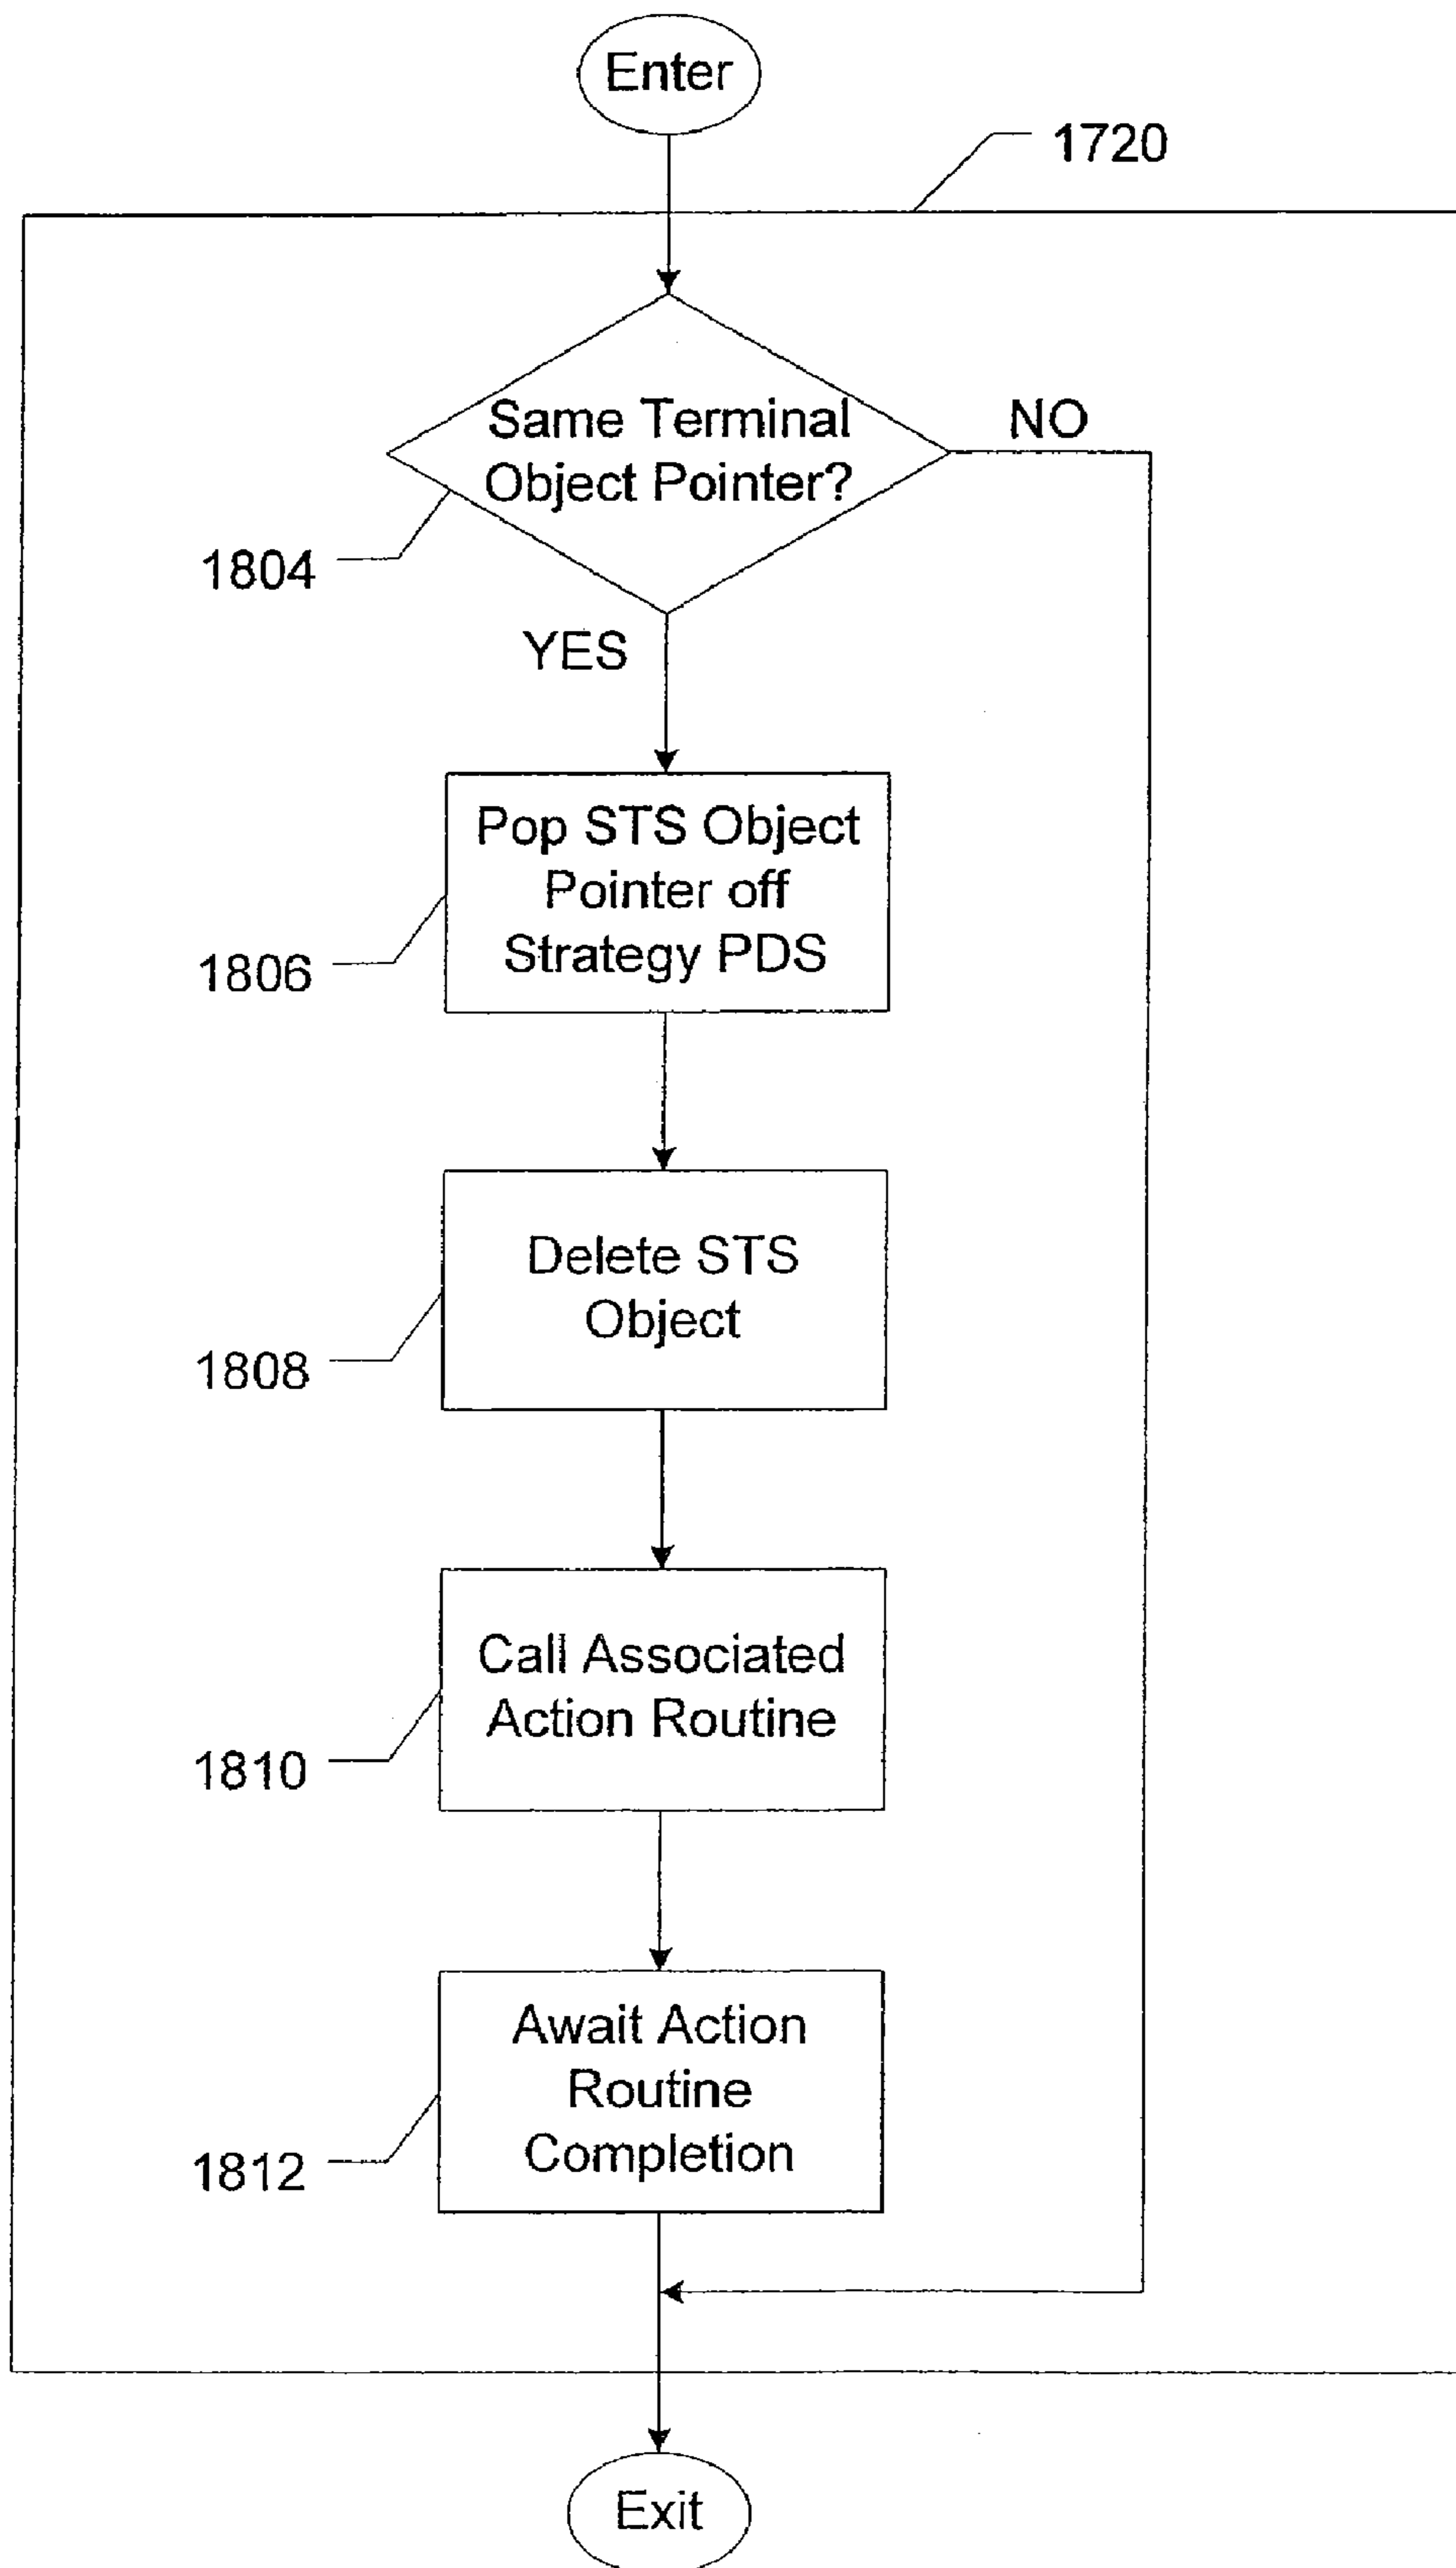 Enter
1720
Same Terminal
Object Pointer?
NO
1804
YES
Pop STS Object
Pointer off
Strategy PDS
1806
Delete STS
Object
1808
Call Associated
Action Routine
1810
Await Action
Routine
Completion
1812
Exit